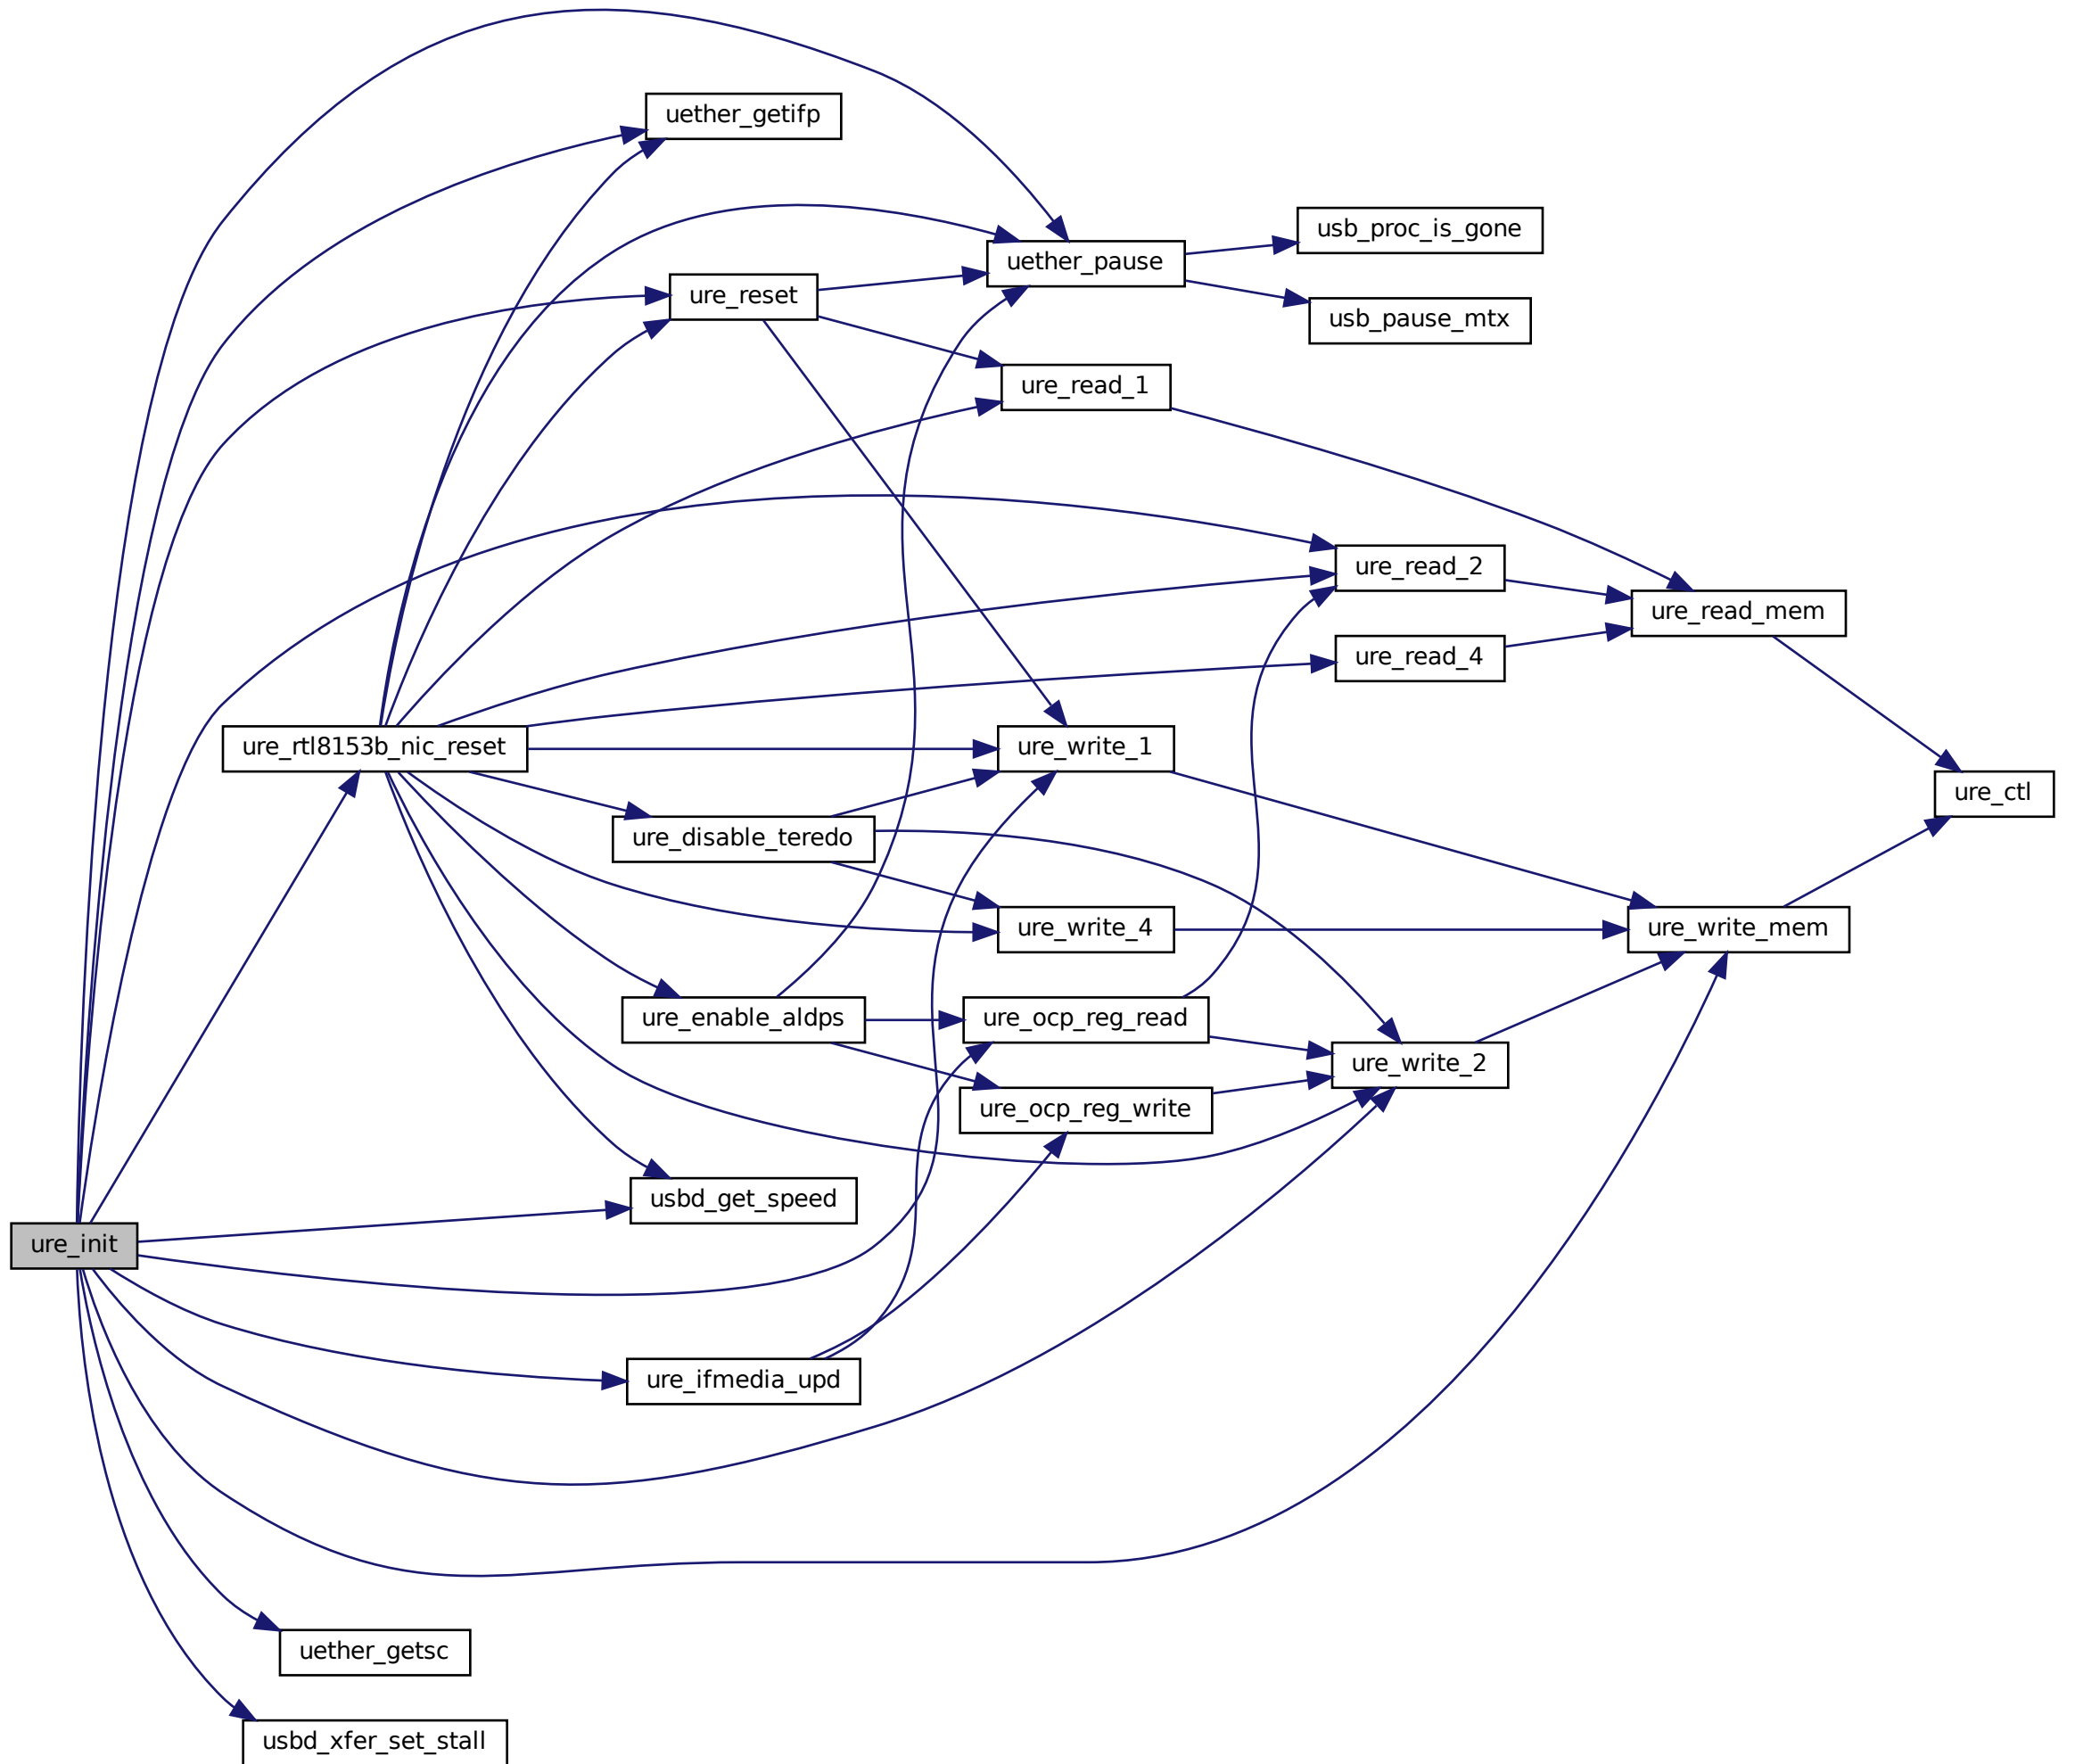 uether_getifp
usb_proc_is_gone
uether_pause
ure_reset
usb_pause_mtx
ure_read_1
ure_read_2
ure_read_mem
ure_read_4
ure_rtl8153b_nic_reset
ure_write_1
ure_ctl
ure_disable_teredo
ure_write_4
ure_write_mem
ure_enable_aldps
ure_ocp_reg_read
ure_write_2
ure_ocp_reg_write
usbd_get_speed
ure_init
ure_ifmedia_upd
uether_getsc
usbd_xfer_set_stall